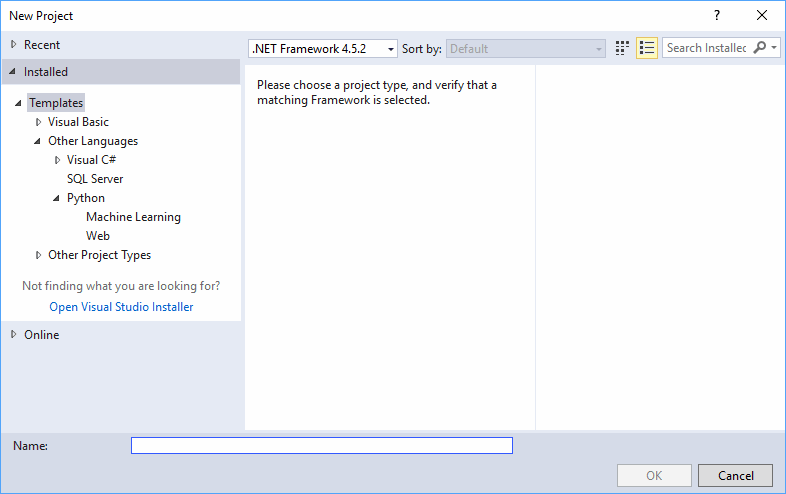 New Project
?
Recent
.NET Framework 4.5.2
Sort by:
Default
Search Installed
Installed
Please choose a project type, and verify that a
matching Framework is selected.
Templates
Visual Basic
Other Languages
Visual C#
SQL Server
Python
Machine Learning
Web
Other Project Types
Not finding what you are looking for?
Open Visual Studio Installer
Online
Name:
OK
Cancel